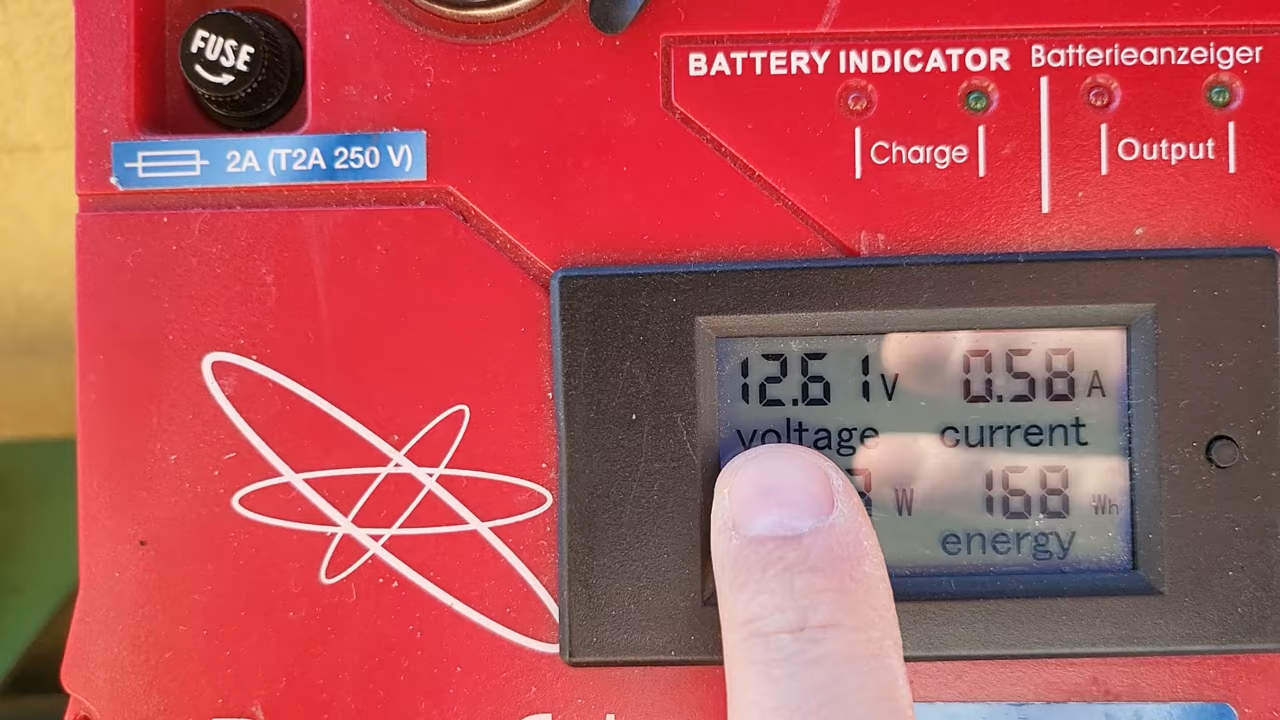 FUSE
2A (T2A 250 V)
BATTERY INDICATOR Batterieanzeiger
Charge Output
12.61 V 0.58 A
voltage current
W 168 Wh
energy